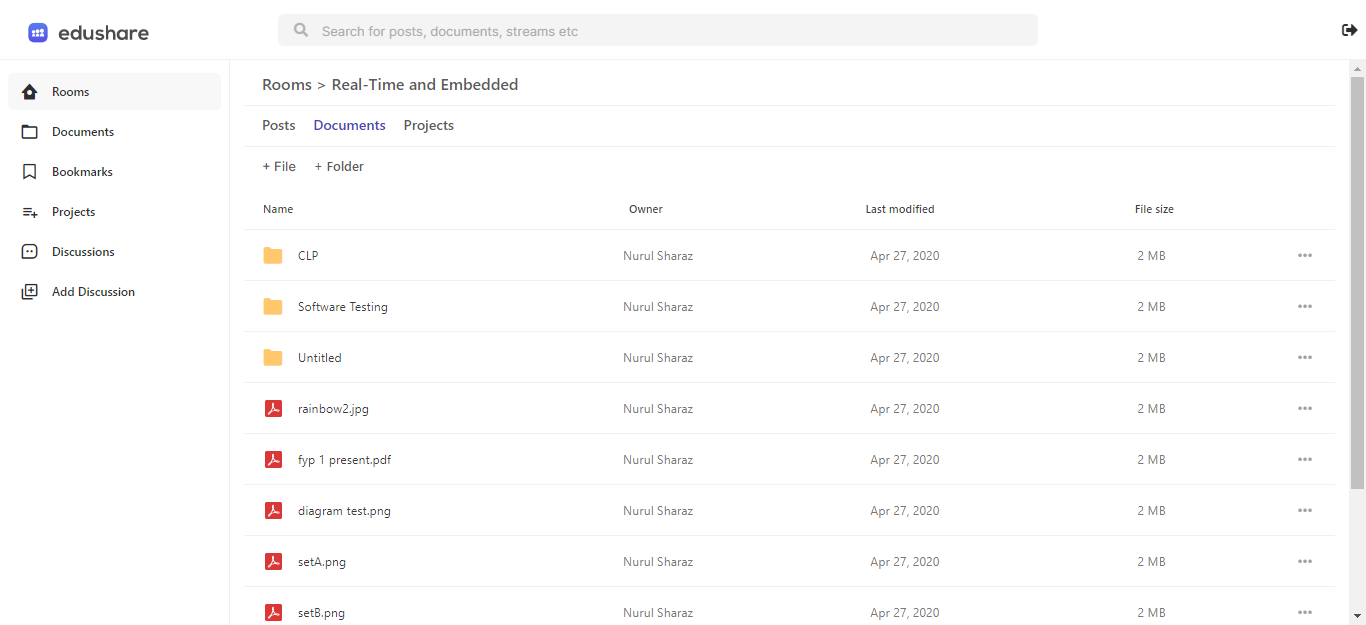 edushare
Search for posts, documents, streams etc
Rooms
Documents
Bookmarks
Projects
Discussions
Add Discussion
Rooms > Real-Time and Embedded
Posts Documents Projects
+ File + Folder
Name Owner Last modified File size
CLP Nurul Sharaz Apr 27, 2020 2 MB
Software Testing Nurul Sharaz Apr 27, 2020 2 MB
Untitled Nurul Sharaz Apr 27, 2020 2 MB
rainbow2.jpg Nurul Sharaz Apr 27, 2020 2 MB
fyp 1 present.pdf Nurul Sharaz Apr 27, 2020 2 MB
diagram test.png Nurul Sharaz Apr 27, 2020 2 MB
setA.png Nurul Sharaz Apr 27, 2020 2 MB
setB.png Nurul Sharaz Apr 27, 2020 2 MB